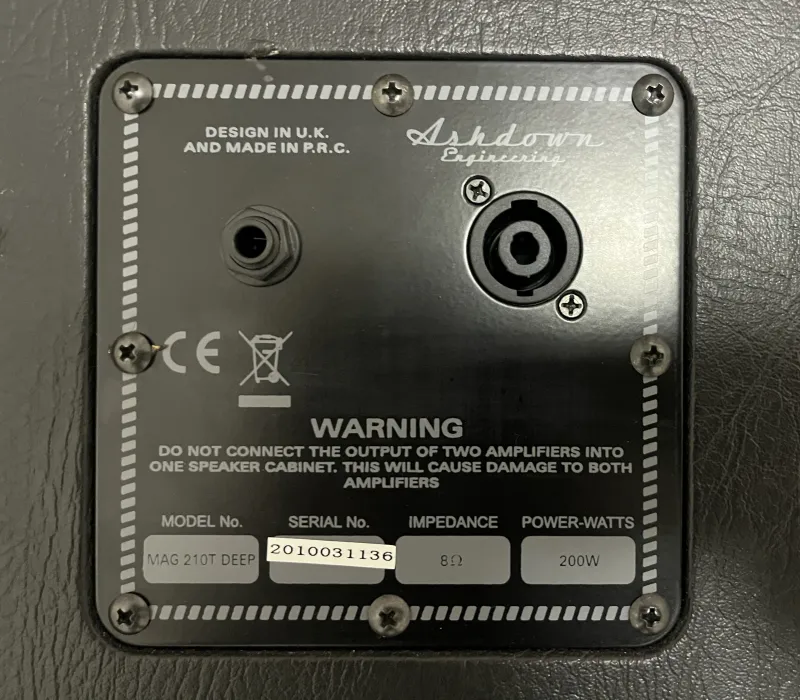 DESIGN IN U.K.
AND MADE IN P.R.C.
Ashdown
Engineering
CE
WARNING
DO NOT CONNECT THE OUTPUT OF TWO AMPLIFIERS INTO
ONE SPEAKER CABINET. THIS WILL CAUSE DAMAGE TO BOTH
AMPLIFIERS
MODEL No. SERIAL No. IMPEDANCE POWER-WATTS
MAG 210T DEEP 2010031136 8Ω 200W